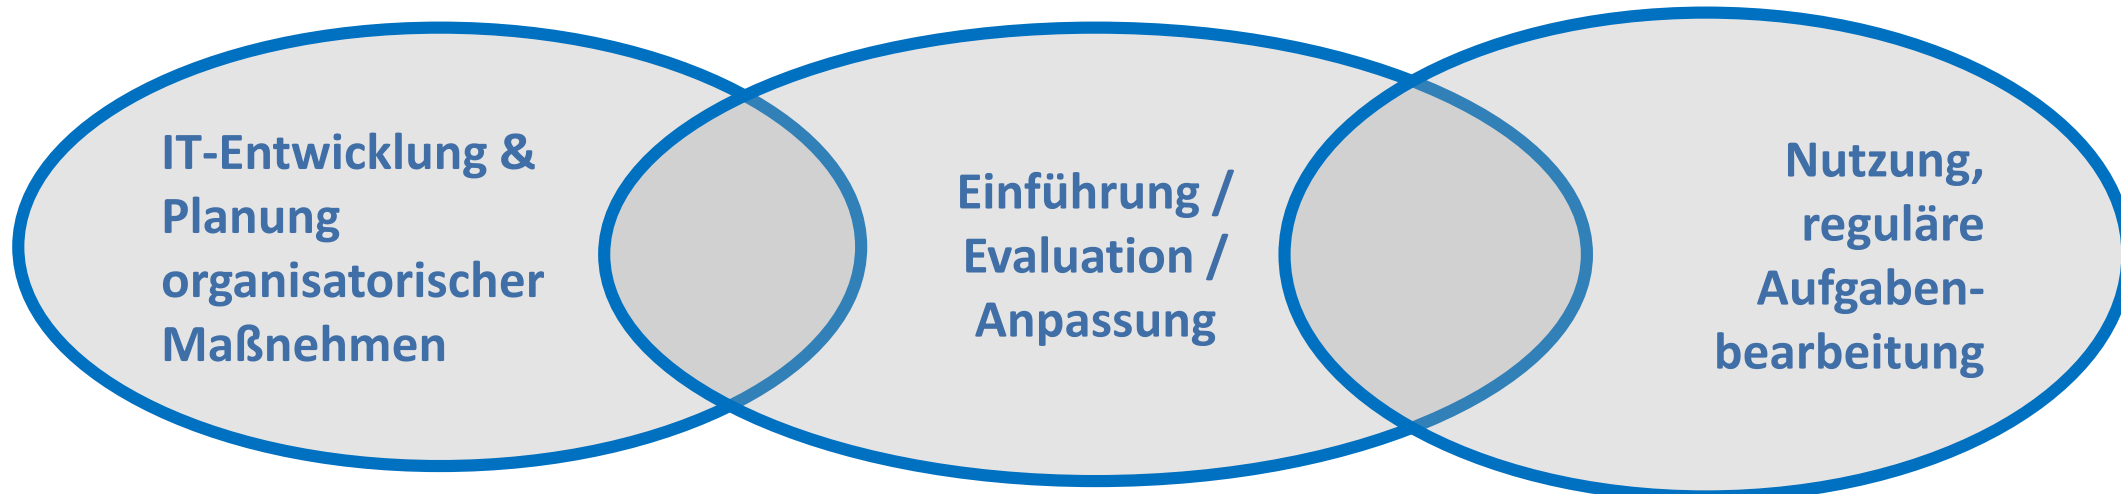 IT-Entwicklung &
Planung
organisatorischer
Maßnehmen
Einführung /
Evaluation /
Anpassung
Nutzung,
reguläre
Aufgaben-
bearbeitung